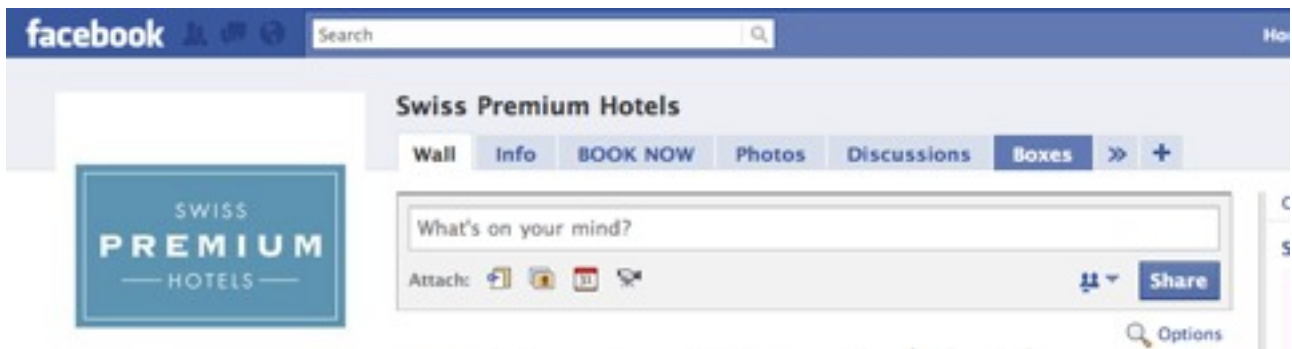 facebook Search
Swiss Premium Hotels
Wall Info BOOK NOW Photos Discussions Boxes » +
SWISS
PREMIUM
HOTELS
What's on your mind?
Attach: 31
Share
Options